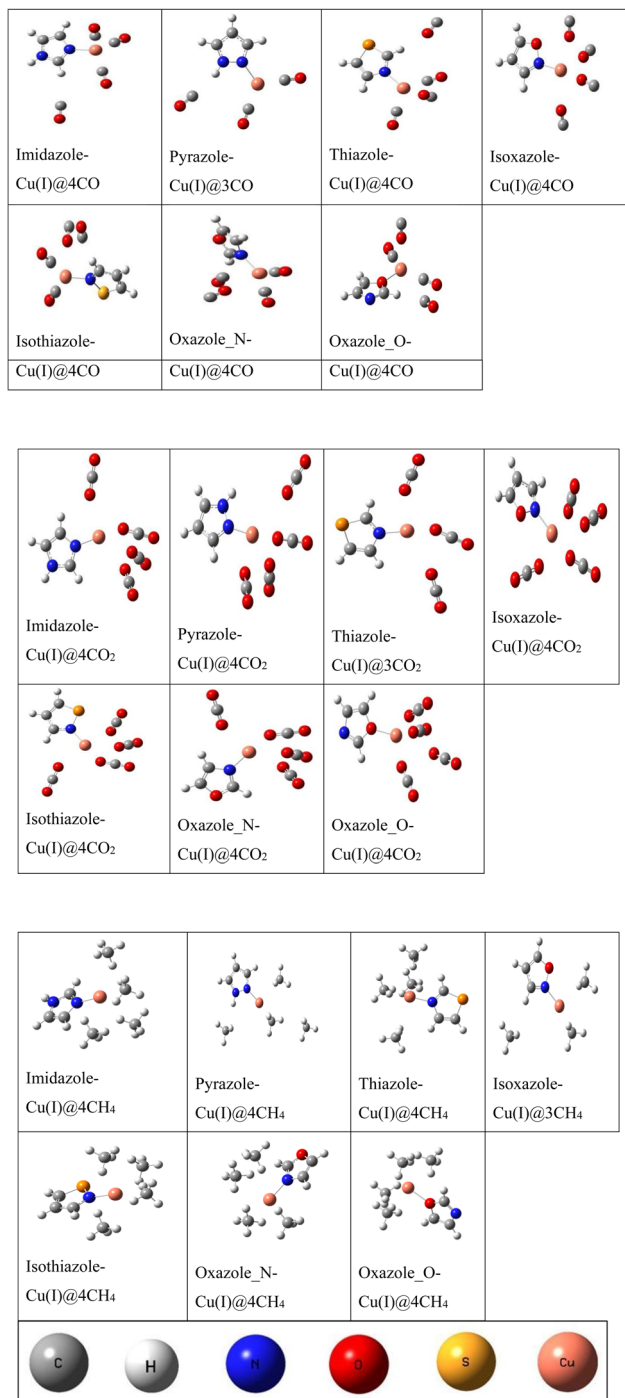 Imidazole-
Cu(I)@4CO
Pyrazole-
Cu(I)@3CO
Thiazole-
Cu(I)@4CO
Isoxazole-
Cu(I)@4CO
Isothiazole-
Cu(I)@4CO
Oxazole_N-
Cu(I)@4CO
Oxazole_O-
Cu(I)@4CO
Imidazole-
Cu(I)@4CO₂
Pyrazole-
Cu(I)@4CO₂
Thiazole-
Cu(I)@3CO₂
Isoxazole-
Cu(I)@4CO₂
Isothiazole-
Cu(I)@4CO₂
Oxazole_N-
Cu(I)@4CO₂
Oxazole_O-
Cu(I)@4CO₂
Imidazole-
Cu(I)@4CH₄
Pyrazole-
Cu(I)@4CH₄
Thiazole-
Cu(I)@4CH₄
Isoxazole-
Cu(I)@3CH₄
Isothiazole-
Cu(I)@4CH₄
Oxazole_N-
Cu(I)@4CH₄
Oxazole_O-
Cu(I)@4CH₄
C H N O S Cu